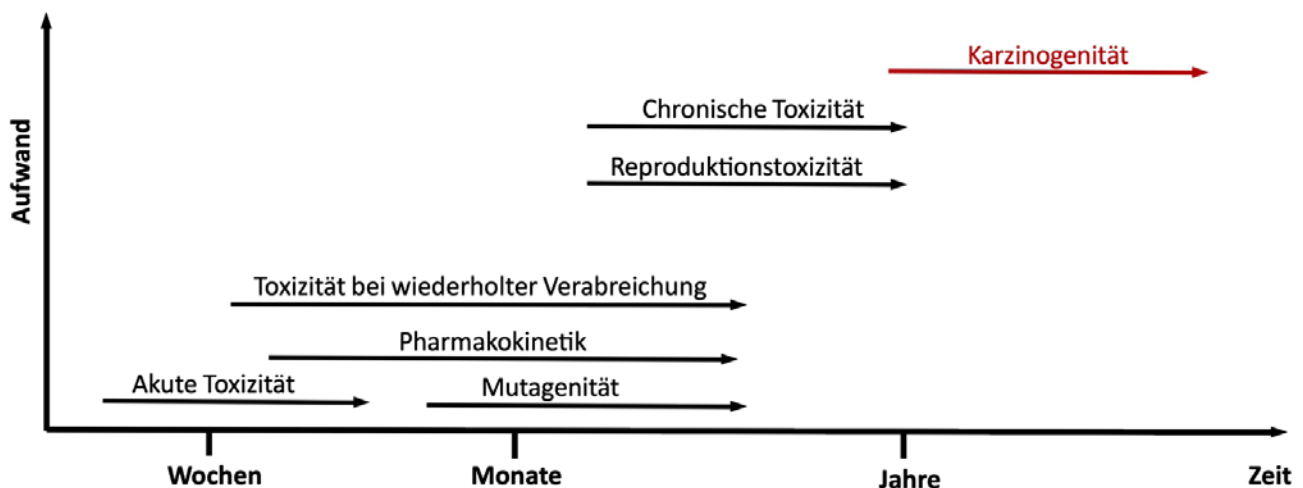 Karzinogenität
Chronische Toxizität
Reproduktionstoxizität
Aufwand
Toxizität bei wiederholter Verabreichung
Pharmakokinetik
Akute Toxizität
Mutagenität
Wochen
Monate
Jahre
Zeit